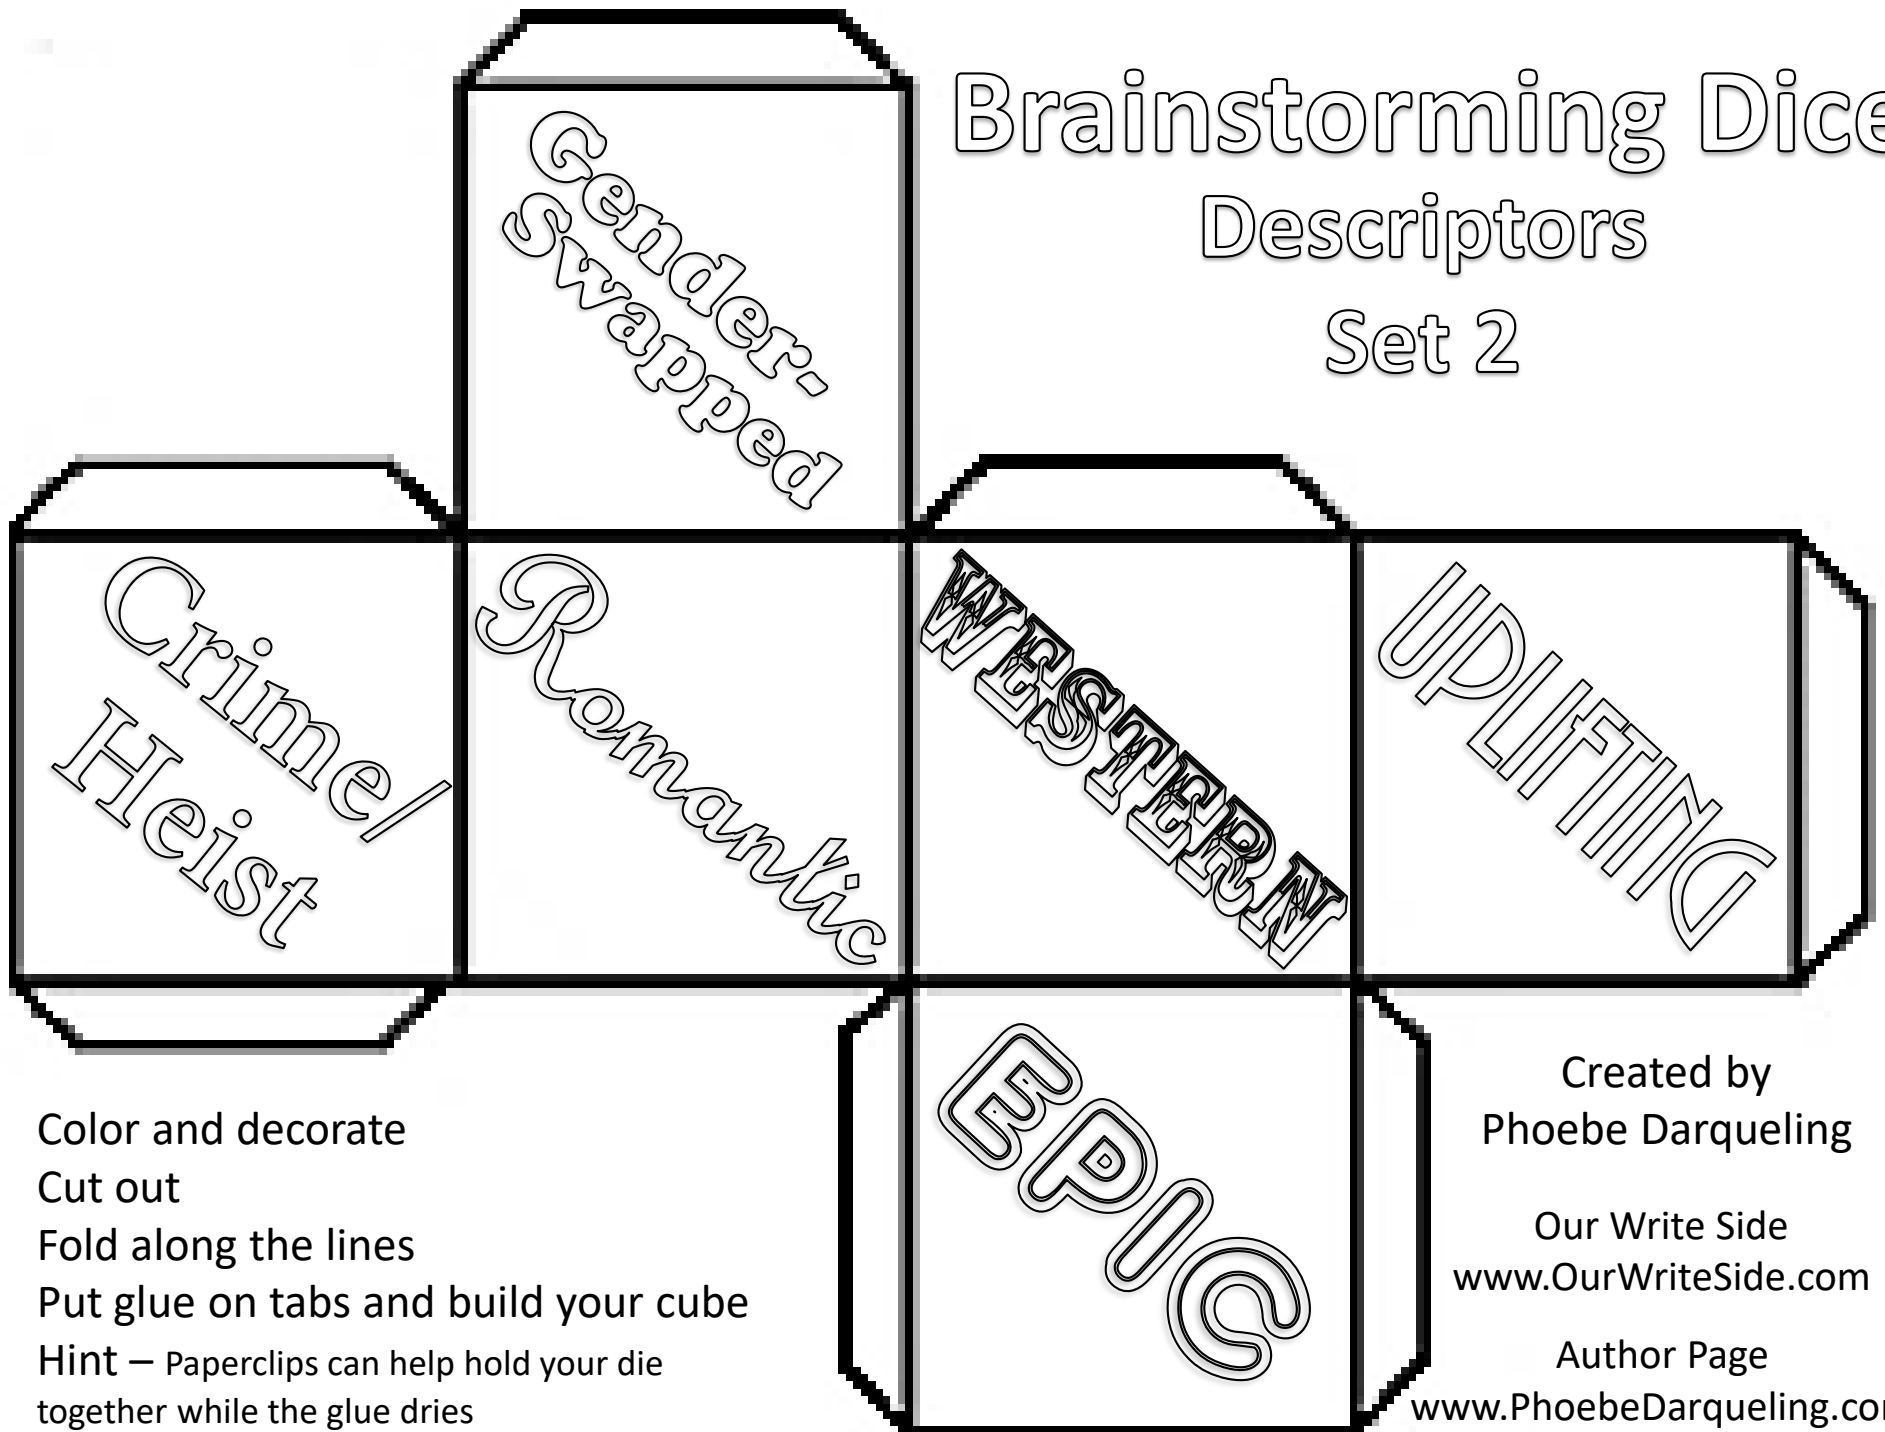 Brainstorming Dice
Descriptors
Set 2
Gender-
Swapped
Crime/
Heist
Romantic
WESTERN
UPLIFTING
EPIC
Color and decorate
Cut out
Fold along the lines
Put glue on tabs and build your cube
Hint – Paperclips can help hold your die
together while the glue dries
Created by
Phoebe Darqueling
Our Write Side
www.OurWriteSide.com
Author Page
www.PhoebeDarqueling.com